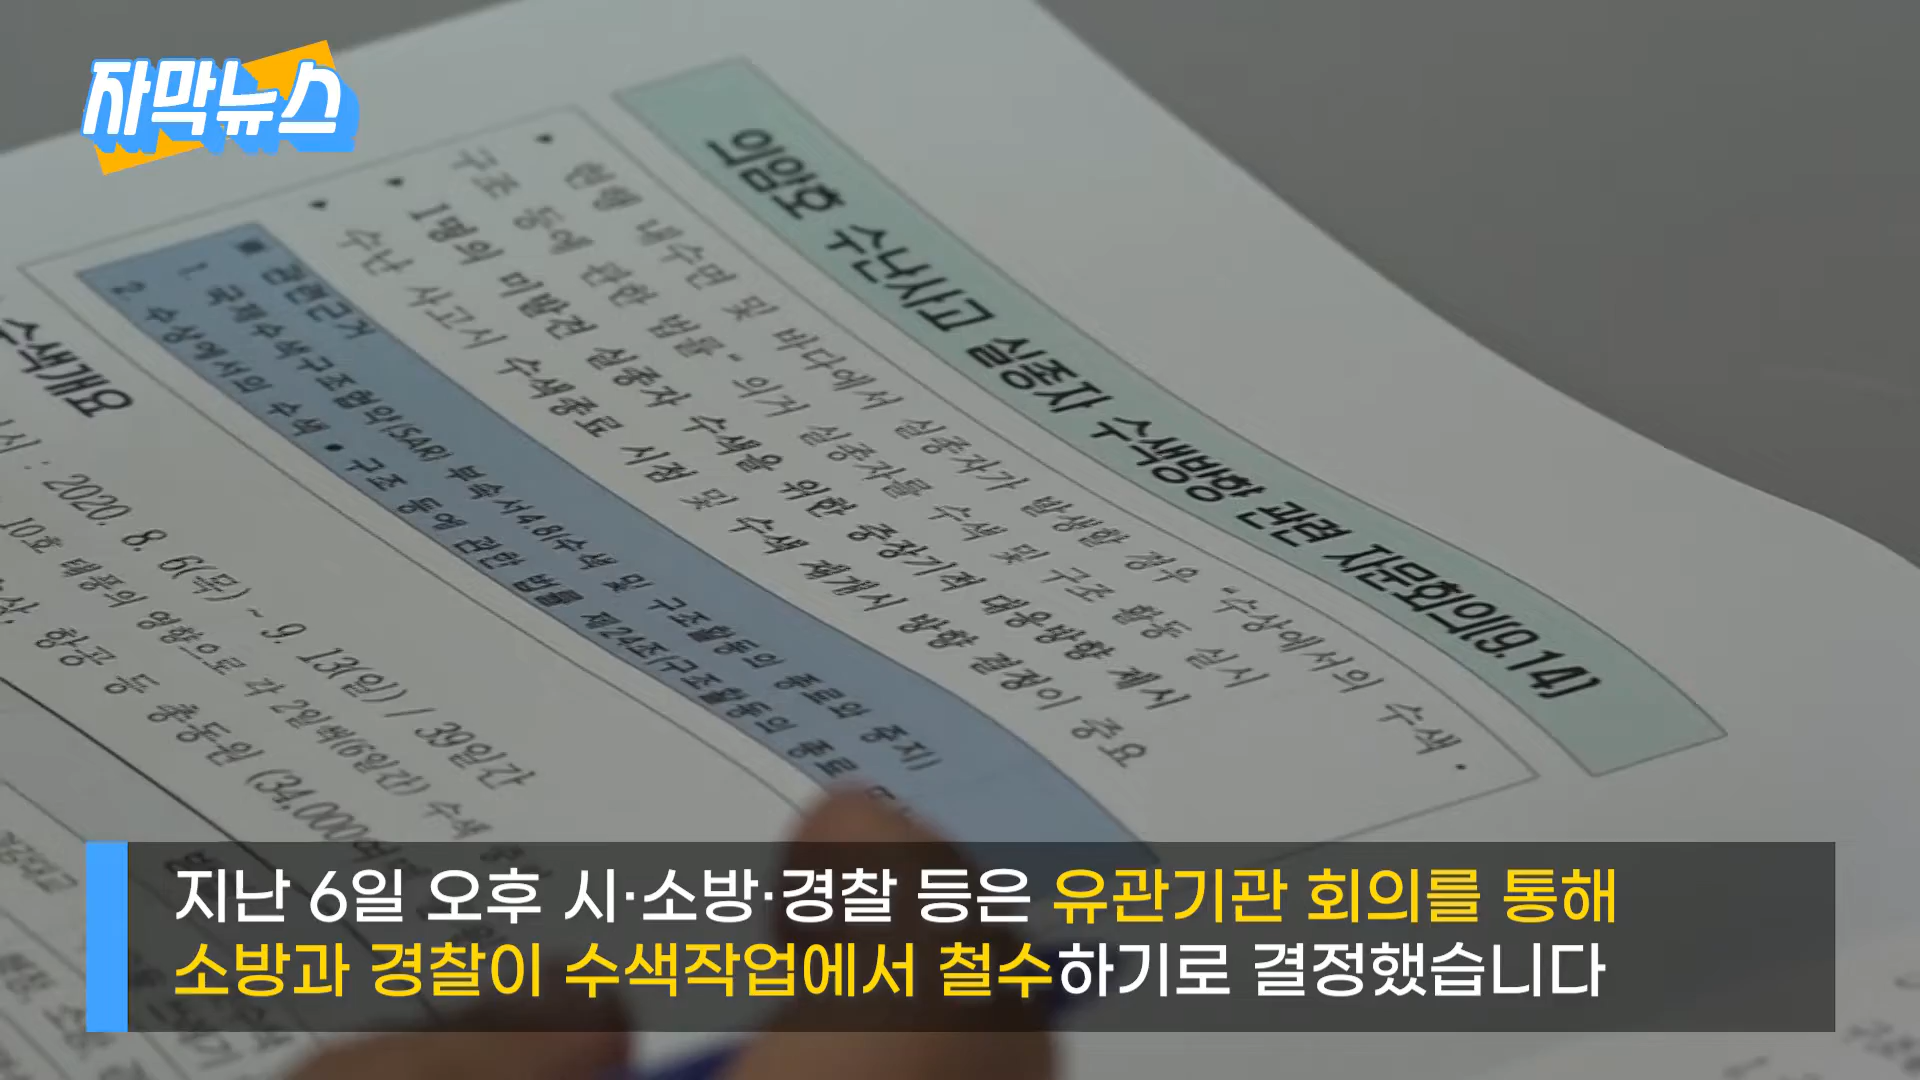 자막뉴스
의암호 수난사고 실종자 수색방향 관련 자문회의(9.14)
▸ 현행 내수면 및 바다에서 실종자가 발생할 경우 “수상에서의 수색·
구조 등에 관한 법률” 의거 실종자를 수색 및 구조 활동 실시
▸ 1명의 미발견 실종자 수색을 위한 중장기적 대응방향 제시
▸ 수난 사고시 수색종료 시점 및 수색 재개시 방향 결정이 중요
■ 관련근거
1. 국제수색구조협약(SAR) 부속서4.8(수색 및 구조활동의 종료와 중지)
2. 수상에서의 수색•구조 등에 관한 법률 제24조(구조활동의 종료
수색개요
시 : 2020. 8. 6(목) ~ 9. 13(일) / 39일간
10호 태풍의 영향으로 각 2일씩(6일간) 수색
항공 등 총동원 (34,000여
지난 6일 오후 시·소방·경찰 등은 유관기관 회의를 통해
소방과 경찰이 수색작업에서 철수하기로 결정했습니다